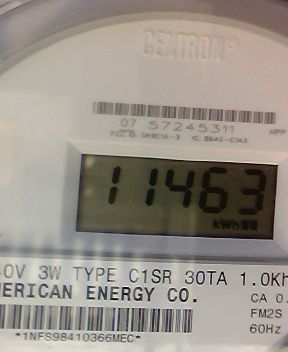 CENTRON®
07 57245311
11463
kWh
0V 3W TYPE C1SR 30TA 1.0Kh
MERICAN ENERGY CO.
CA 0.
FM2S
60Hz
*1NFS98410366MEC*